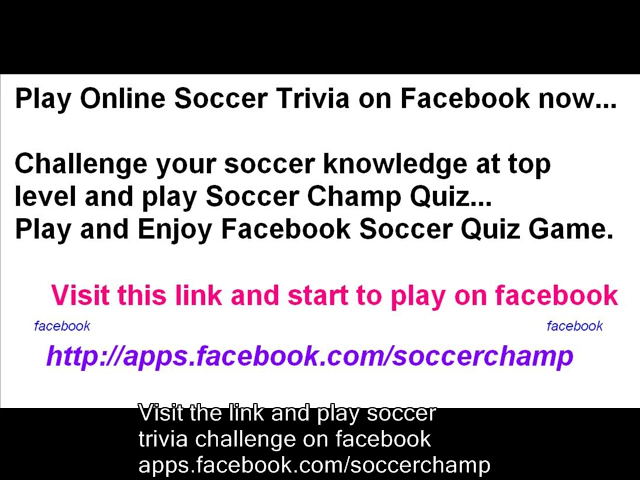 Play Online Soccer Trivia on Facebook now...
Challenge your soccer knowledge at top
level and play Soccer Champ Quiz...
Play and Enjoy Facebook Soccer Quiz Game.
Visit this link and start to play on facebook
facebook facebook
http://apps.facebook.com/soccerchamp
Visit the link and play soccer
trivia challenge on facebook
apps.facebook.com/soccerchamp